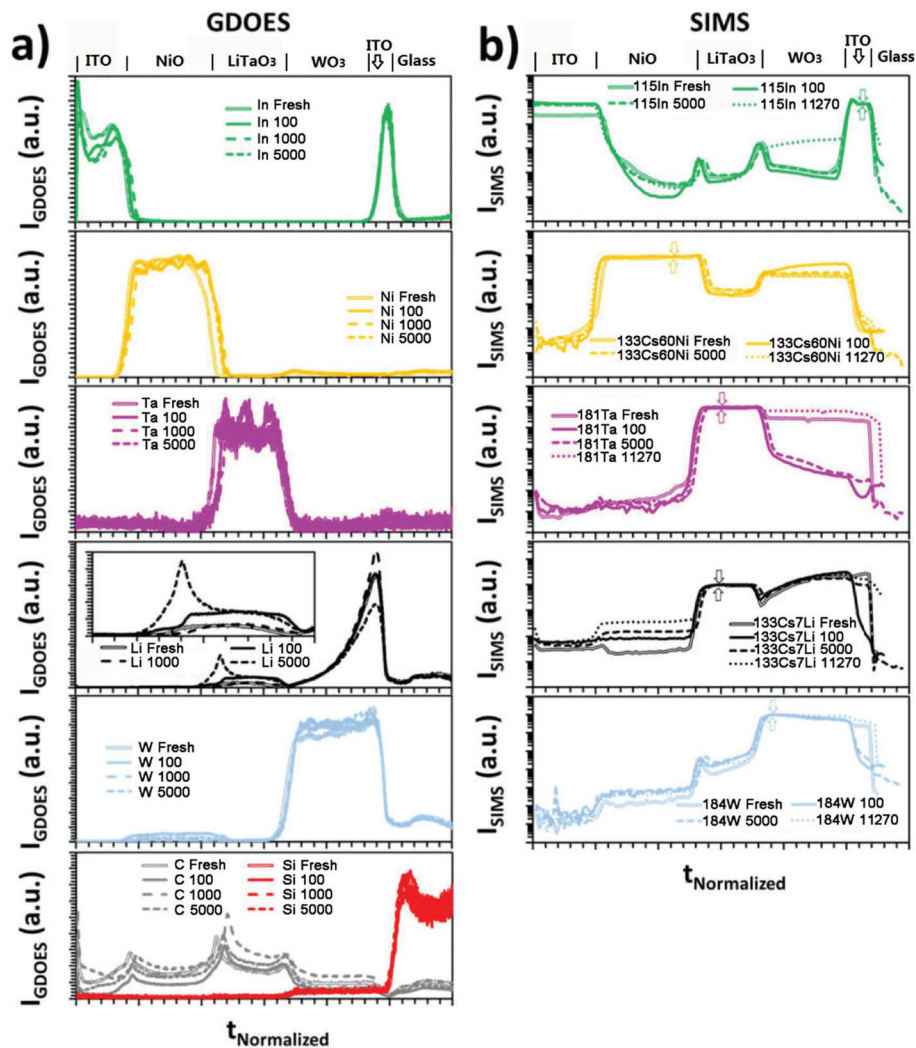 a)
GDOES
ITO | NiO | LiTaO3 | WO3 | ITO | Glass
In Fresh
In 100
In 1000
In 5000
IGDOES (a.u.)
Ni Fresh
Ni 100
Ni 1000
Ni 5000
IGDOES (a.u.)
Ta Fresh
Ta 100
Ta 1000
Ta 5000
IGDOES (a.u.)
Li Fresh Li 100
Li 1000 Li 5000
IGDOES (a.u.)
W Fresh
W 100
W 1000
W 5000
IGDOES (a.u.)
C Fresh Si Fresh
C 100 Si 100
C 1000 Si 1000
C 5000 Si 5000
IGDOES (a.u.)
tNormalized
b)
SIMS
ITO | NiO | LiTaO3 | WO3 | ITO | Glass
115In Fresh 115In 100
115In 5000 115In 11270
ISIMS (a.u.)
133Cs60Ni Fresh 133Cs60Ni 100
133Cs60Ni 5000 133Cs60Ni 11270
ISIMS (a.u.)
181Ta Fresh
181Ta 100
181Ta 5000
181Ta 11270
ISIMS (a.u.)
133Cs7Li Fresh
133Cs7Li 100
133Cs7Li 5000
133Cs7Li 11270
ISIMS (a.u.)
184W Fresh 184W 100
184W 5000 184W 11270
ISIMS (a.u.)
tNormalized